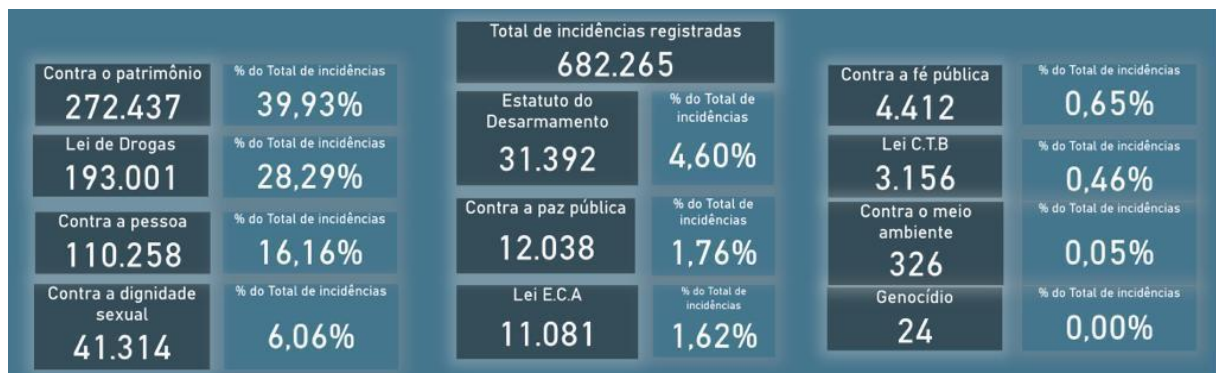 Total de incidências registradas
682.265
Contra o patrimônio
272.437
% do Total de incidências
39,93%
Lei de Drogas
193.001
% do Total de incidências
28,29%
Contra a pessoa
110.258
% do Total de incidências
16,16%
Contra a dignidade
sexual
41.314
% do Total de incidências
6,06%
Estatuto do
Desarmamento
31.392
% do Total de
incidências
4,60%
Contra a paz pública
12.038
% do Total de
incidências
1,76%
Lei E.C.A
11.081
% do Total de
incidências
1,62%
Contra a fé pública
4.412
% do Total de incidências
0,65%
Lei C.T.B
3.156
% do Total de incidências
0,46%
Contra o meio
ambiente
326
% do Total de incidências
0,05%
Genocídio
24
% do Total de incidências
0,00%